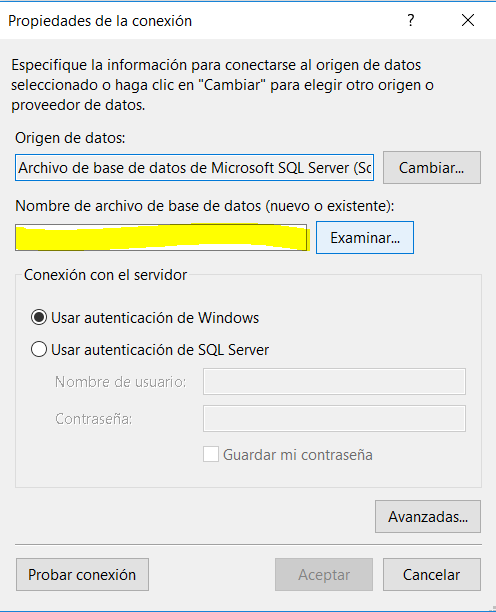 Propiedades de la conexión
Especifique la información para conectarse al origen de datos
seleccionado o haga clic en "Cambiar" para elegir otro origen o
proveedor de datos.
Origen de datos:
Archivo de base de datos de Microsoft SQL Server (Sq
Cambiar...
Nombre de archivo de base de datos (nuevo o existente):
Examinar...
Conexión con el servidor
Usar autenticación de Windows
Usar autenticación de SQL Server
Nombre de usuario:
Contraseña:
Guardar mi contraseña
Avanzadas...
Probar conexión
Aceptar
Cancelar